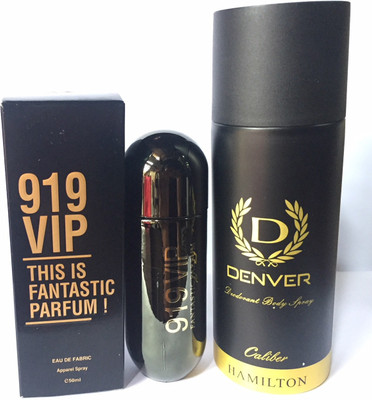 919
VIP
THIS IS
FANTASTIC
PARFUM !
EAU DE FABRIC
Apparel Spray
℮50ml
919 VIP
D
DENVER
Deodorant Body Spray
Caliber
HAMILTON